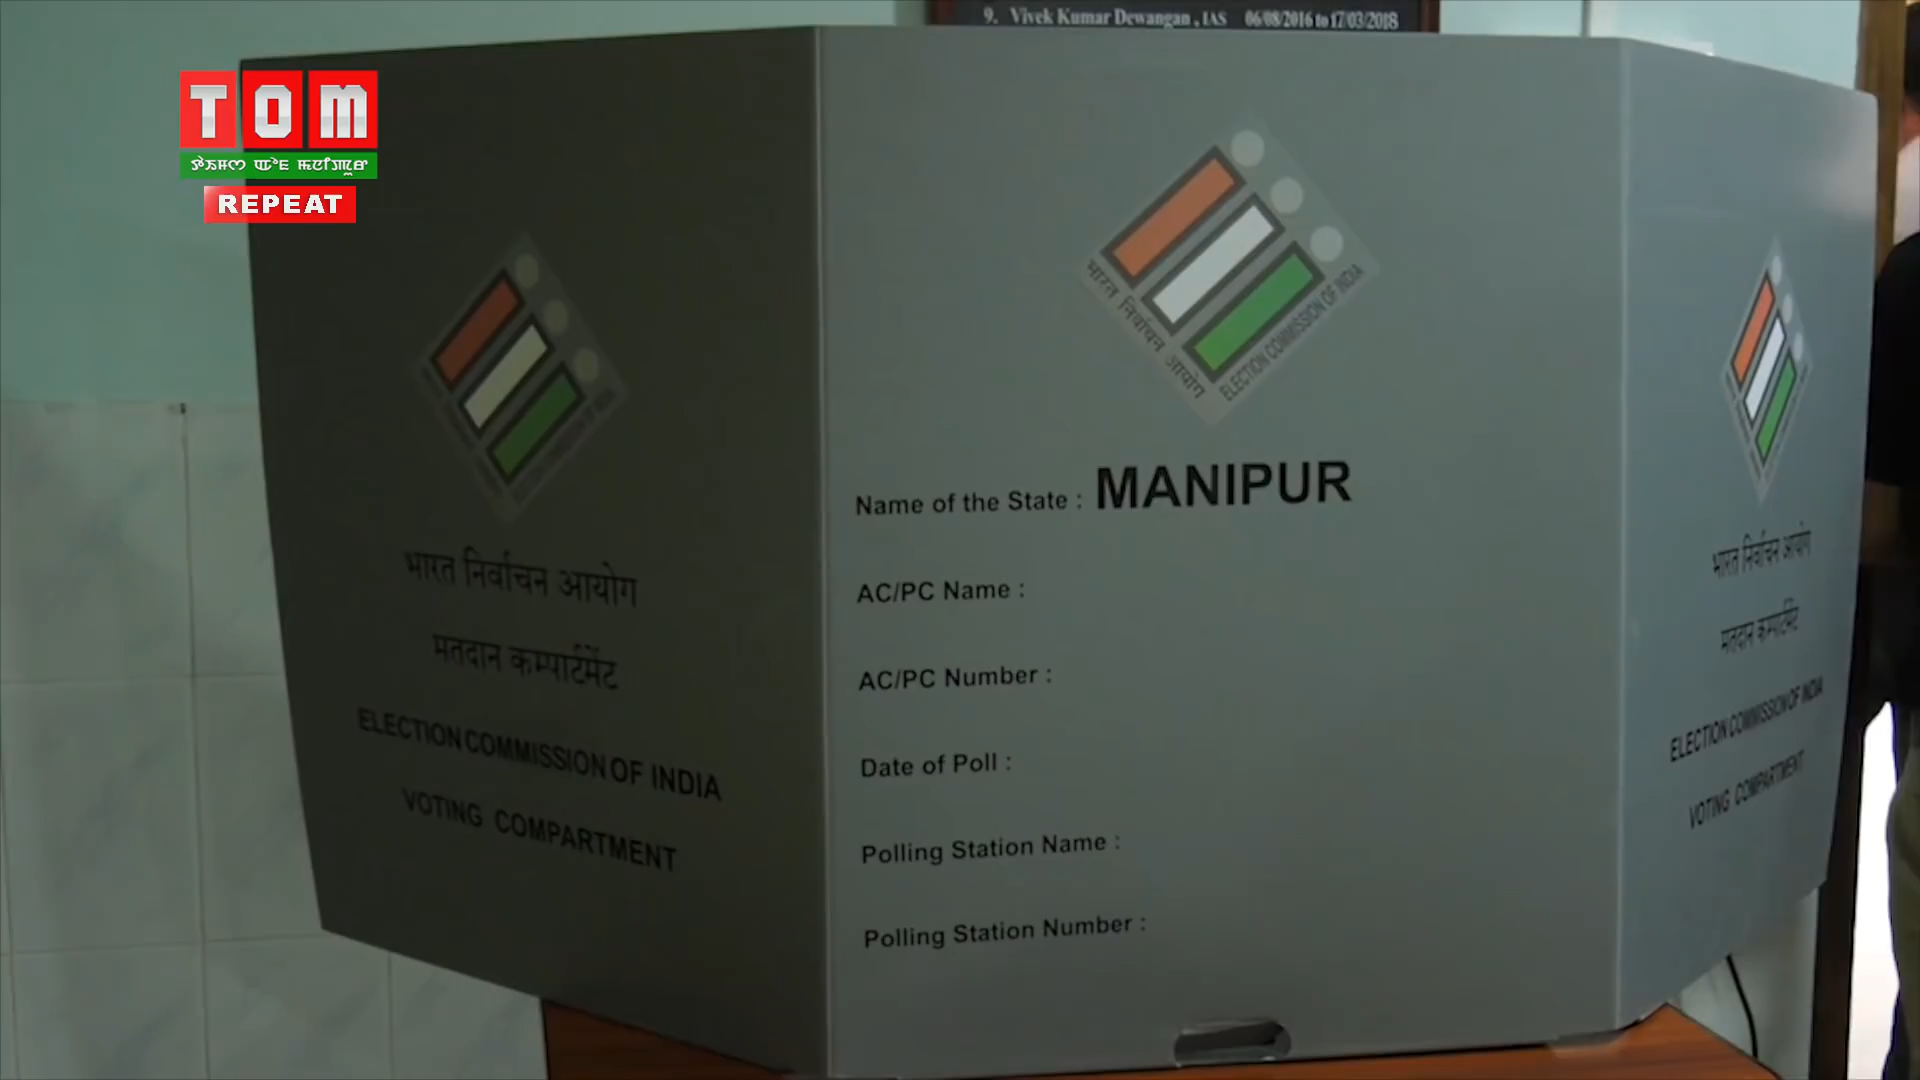 9. Vivek Kumar Dewangan , IAS 06/08/2016 to 17/03/2018
TOM
REPEAT
भारत निर्वाचन आयोग
ELECTION COMMISSION OF INDIA
Name of the State : MANIPUR
AC/PC Name :
AC/PC Number :
Date of Poll :
Polling Station Name :
Polling Station Number :
भारत निर्वाचन आयोग
मतदान कम्पार्टमेंट
ELECTION COMMISSION OF INDIA
VOTING COMPARTMENT
भारत निर्वाचन आयोग
मतदान कम्पार्टमेंट
ELECTION COMMISSION OF INDIA
VOTING COMPARTMENT